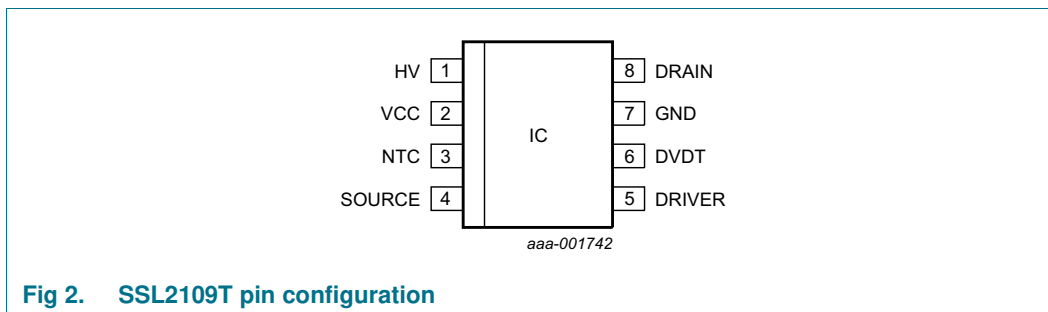 HV 1
VCC 2
NTC 3
SOURCE 4
IC
8 DRAIN
7 GND
6 DVDT
5 DRIVER
aaa-001742
Fig 2. SSL2109T pin configuration